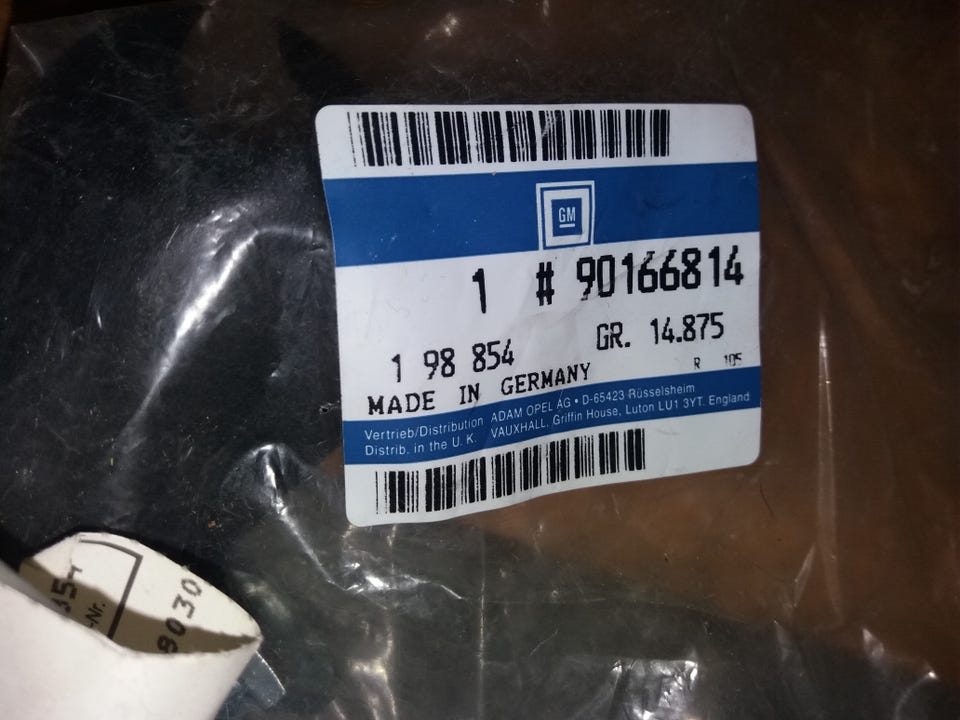 GM
1 # 90166814
1 98 854 GR. 14.875
MADE IN GERMANY R 105
Vertrieb/Distribution ADAM OPEL AG • D-65423 Rüsselsheim
Distrib. in the U. K. VAUXHALL, Griffin House, Luton LU1 3YT. England
-Nr.
8030